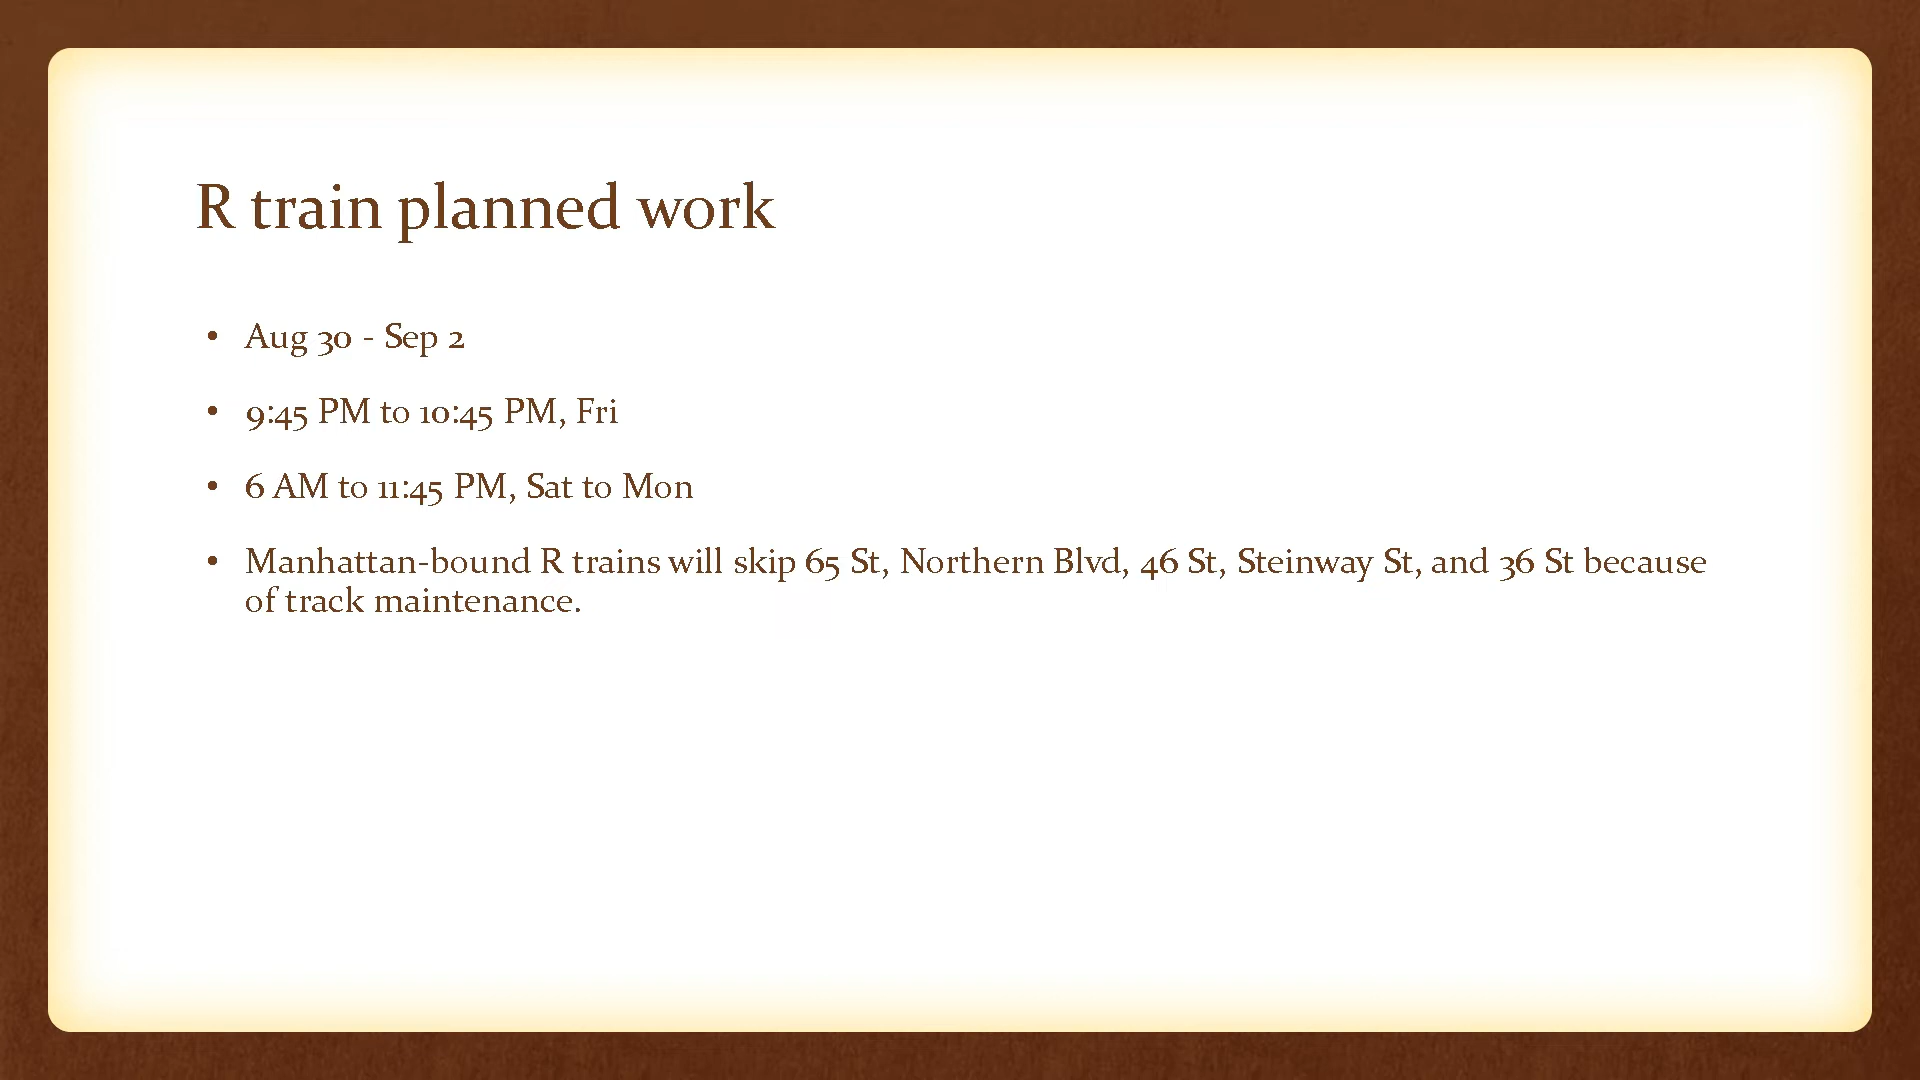 R train planned work
• Aug 30 - Sep 2
• 9:45 PM to 10:45 PM, Fri
• 6 AM to 11:45 PM, Sat to Mon
• Manhattan-bound R trains will skip 65 St, Northern Blvd, 46 St, Steinway St, and 36 St because
of track maintenance.